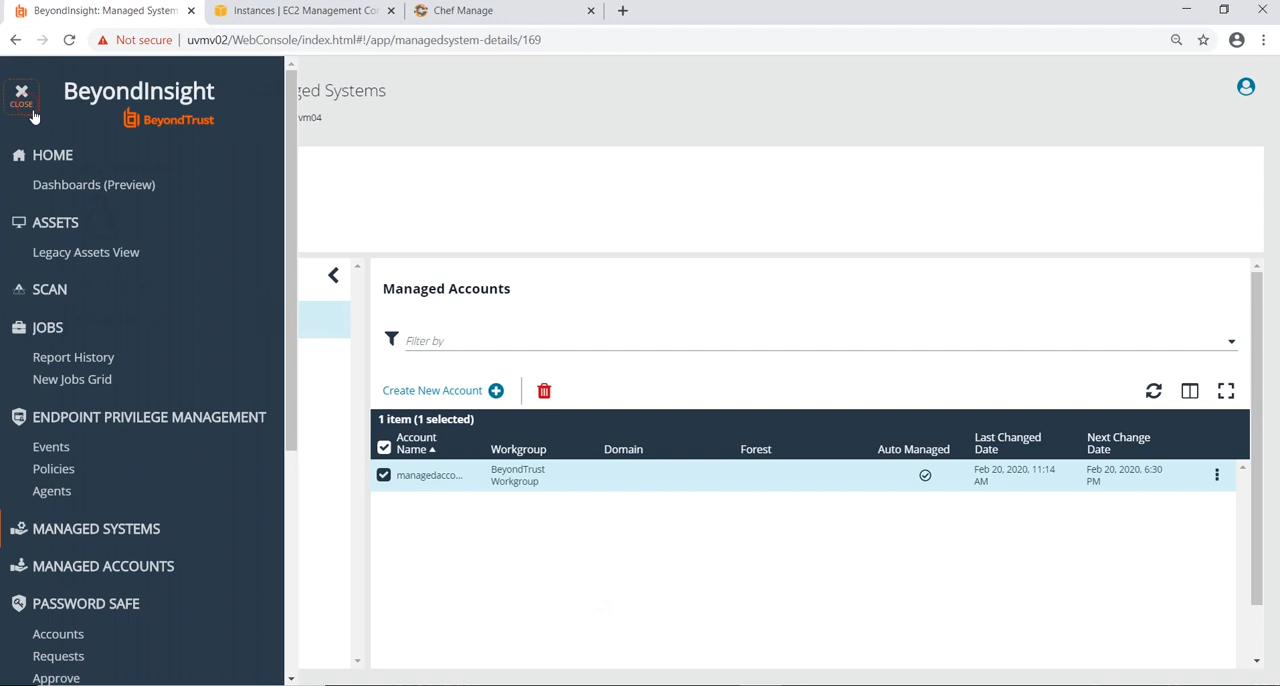 BeyondInsight: Managed System
Instances | EC2 Management Co
Chef Manage
Not secure
uvmv02/WebConsole/index.html#!/app/managedsystem-details/169
CLOSE
BeyondInsight
BeyondTrust
ged Systems
vm04
HOME
Dashboards (Preview)
ASSETS
Legacy Assets View
SCAN
JOBS
Report History
New Jobs Grid
ENDPOINT PRIVILEGE MANAGEMENT
Events
Policies
Agents
MANAGED SYSTEMS
MANAGED ACCOUNTS
PASSWORD SAFE
Accounts
Requests
Approve
Managed Accounts
Filter by
Create New Account
1 item (1 selected)
Account Name
Workgroup
Domain
Forest
Auto Managed
Last Changed Date
Next Change Date
managedacco...
BeyondTrust Workgroup
Feb 20, 2020, 11:14 AM
Feb 20, 2020, 6:30 PM